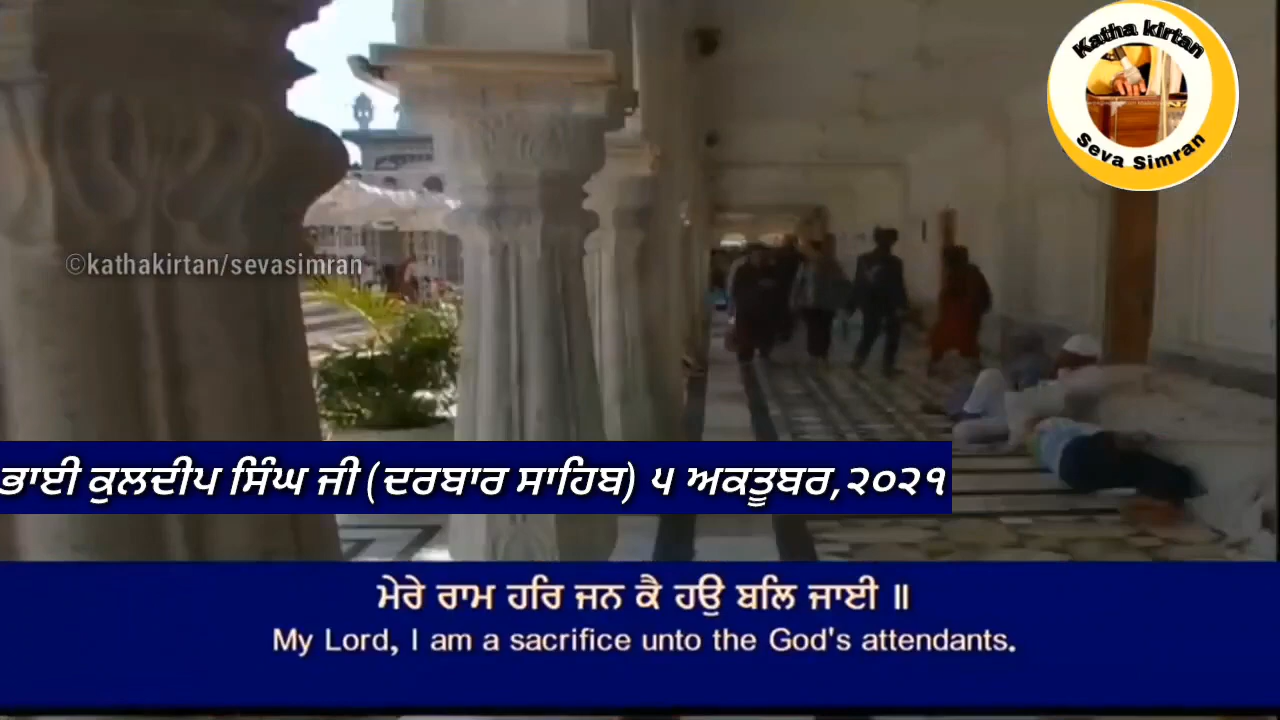 Katha kirtan
Seva Simran
©kathakirtan/sevasimran
ਭਾਈ ਕੁਲਦੀਪ ਸਿੰਘ ਜੀ (ਦਰਬਾਰ ਸਾਹਿਬ) ੫ ਅਕਤੂਬਰ,੨੦੨੧
ਮੇਰੇ ਰਾਮ ਹਰਿ ਜਨ ਕੈ ਹਉ ਬਲਿ ਜਾਈ ॥
My Lord, I am a sacrifice unto the God's attendants.